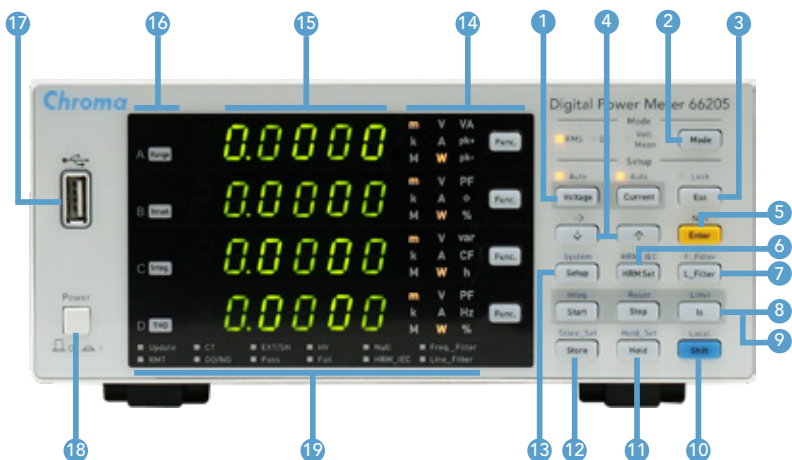 17 16 15 14 1 4 2 3
Chroma
Digital Power Meter 66205
Mode
RMS
Volt Mean
Mode
Setup
Auto Auto Lock
Voltage Current Esc
5
Enter
6
System HRM_IEC F_Filter
Setup HRM Set L_Filter
7
Integ. Reset Limit
Start Stop Is
8
9
Store_Set Hold_Set Local
Store Hold Shift
A Range
0.0000
m V VA
k A pk+
M W pk-
Func.
B
0.0000
m V PF
k A °
M W %
Func.
C Integ.
0.0000
m V var
k A CF
M W h
Func.
D THD
0.0000
m V PF
k A Hz
M W %
Func.
Update CT EXT/SH HV Null Freq._Filter
RMT GO/NG Pass Fail HRM_IEC Line_Filter
Power
18 19 13 12 11 10